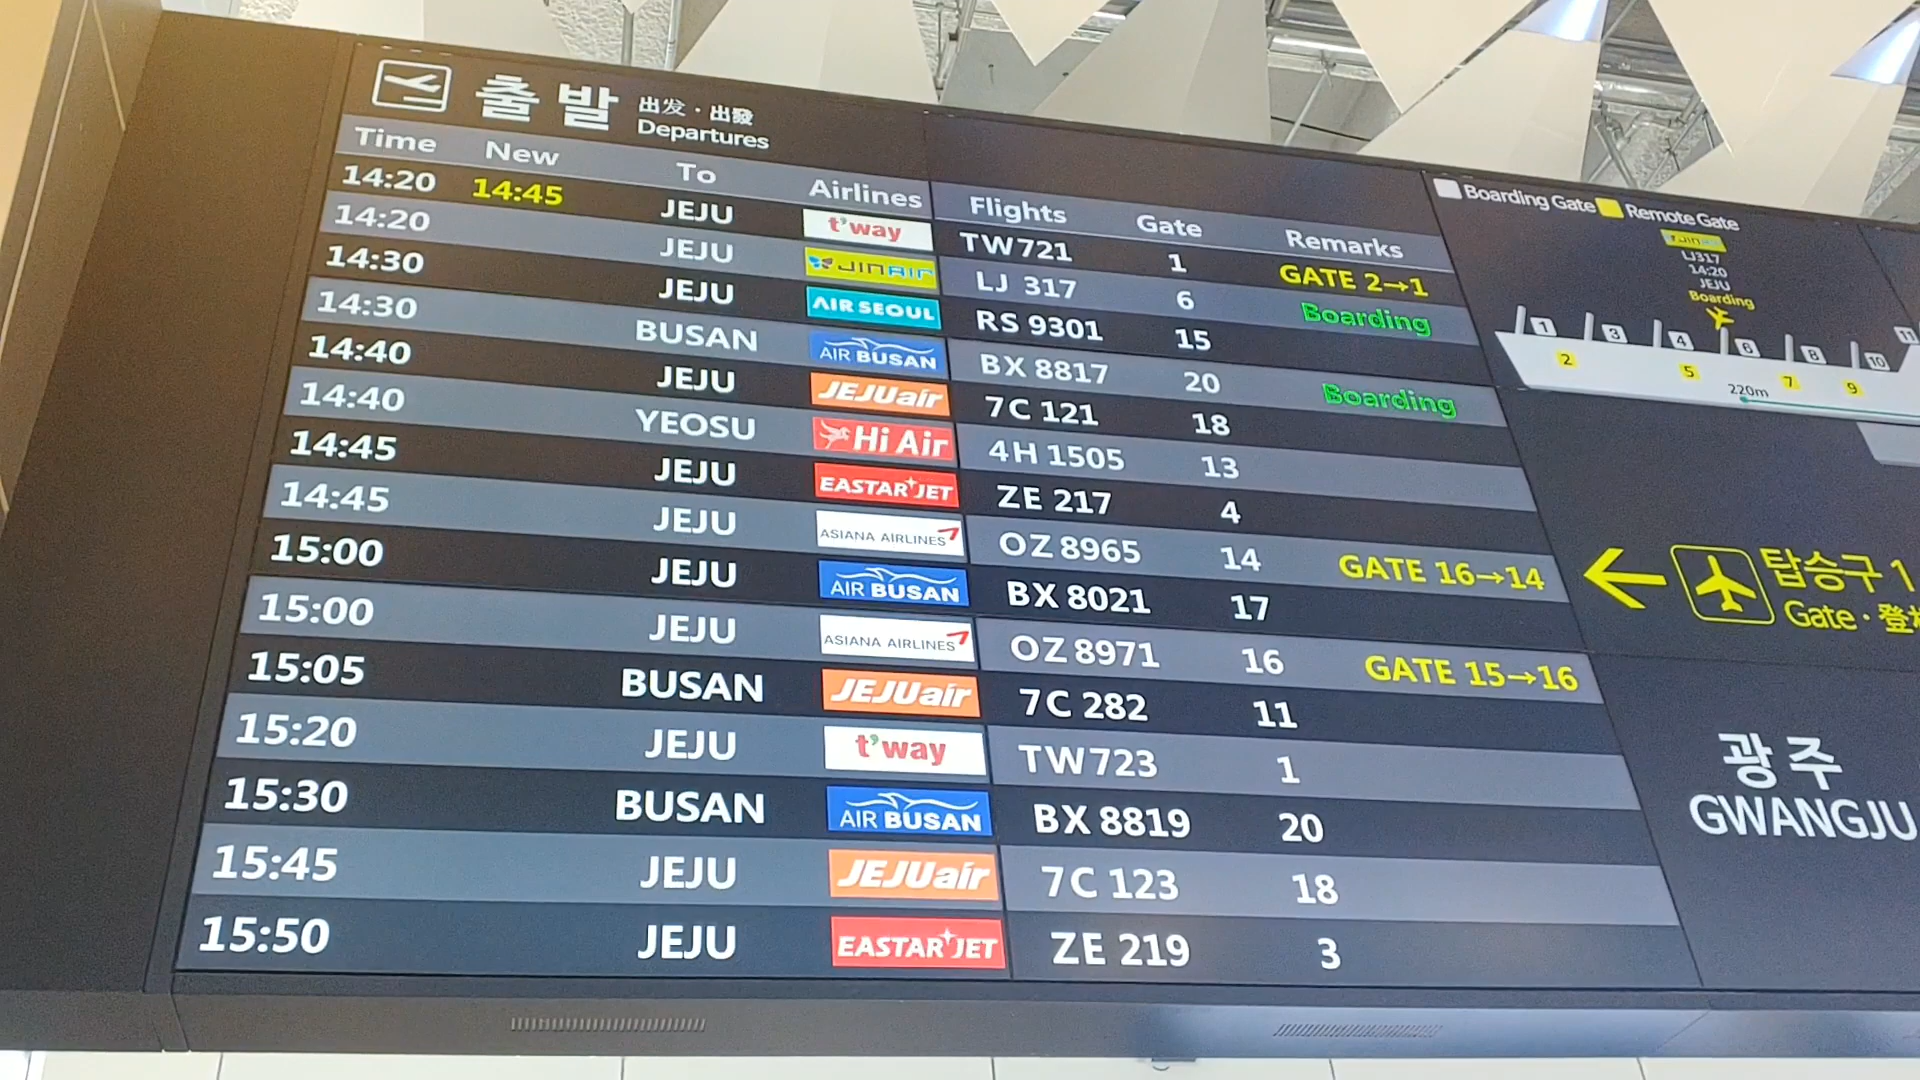 출발 出发 · 出發
Departures
Time New To Airlines Flights Gate Remarks
14:20 14:45 JEJU t'way TW721 1 GATE 2→1
14:20 JEJU JINAIR LJ 317 6 Boarding
14:30 JEJU AIR SEOUL RS 9301 15
14:30 BUSAN AIR BUSAN BX 8817 20 Boarding
14:40 JEJU JEJUair 7C 121 18
14:40 YEOSU Hi Air 4H 1505 13
14:45 JEJU EASTAR JET ZE 217 4
14:45 JEJU ASIANA AIRLINES OZ 8965 14 GATE 16→14
15:00 JEJU AIR BUSAN BX 8021 17
15:00 JEJU ASIANA AIRLINES OZ 8971 16 GATE 15→16
15:05 BUSAN JEJUair 7C 282 11
15:20 JEJU t'way TW723 1
15:30 BUSAN AIR BUSAN BX 8819 20
15:45 JEJU JEJUair 7C 123 18
15:50 JEJU EASTAR JET ZE 219 3
Boarding Gate Remote Gate
JINAIR
LJ317
14:20
JEJU
Boarding
1 3 4 6 8 10 11
2 5 7 9
220m
탑승구 1
Gate · 登
광주
GWANGJU